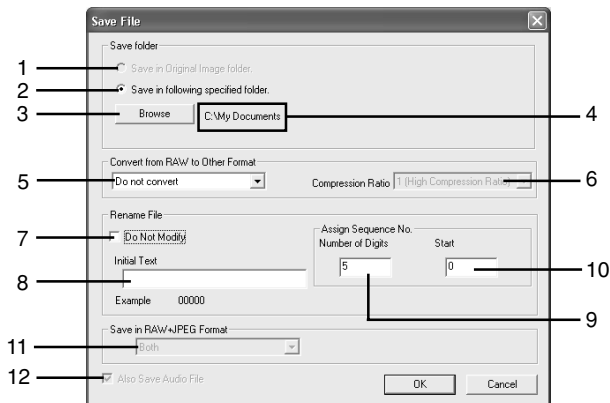 Save File
Save folder
1 Save in Original Image folder.
2 Save in following specified folder.
3 Browse C:\My Documents 4
Convert from RAW to Other Format
5 Do not convert Compression Ratio 1 (High Compression Ratio) 6
Rename File
7 Do Not Modify
Assign Sequence No.
Number of Digits Start
Initial Text
8 5 0 10
9
Example 00000
Save in RAW+JPEG Format
11 Both
12 Also Save Audio File OK Cancel